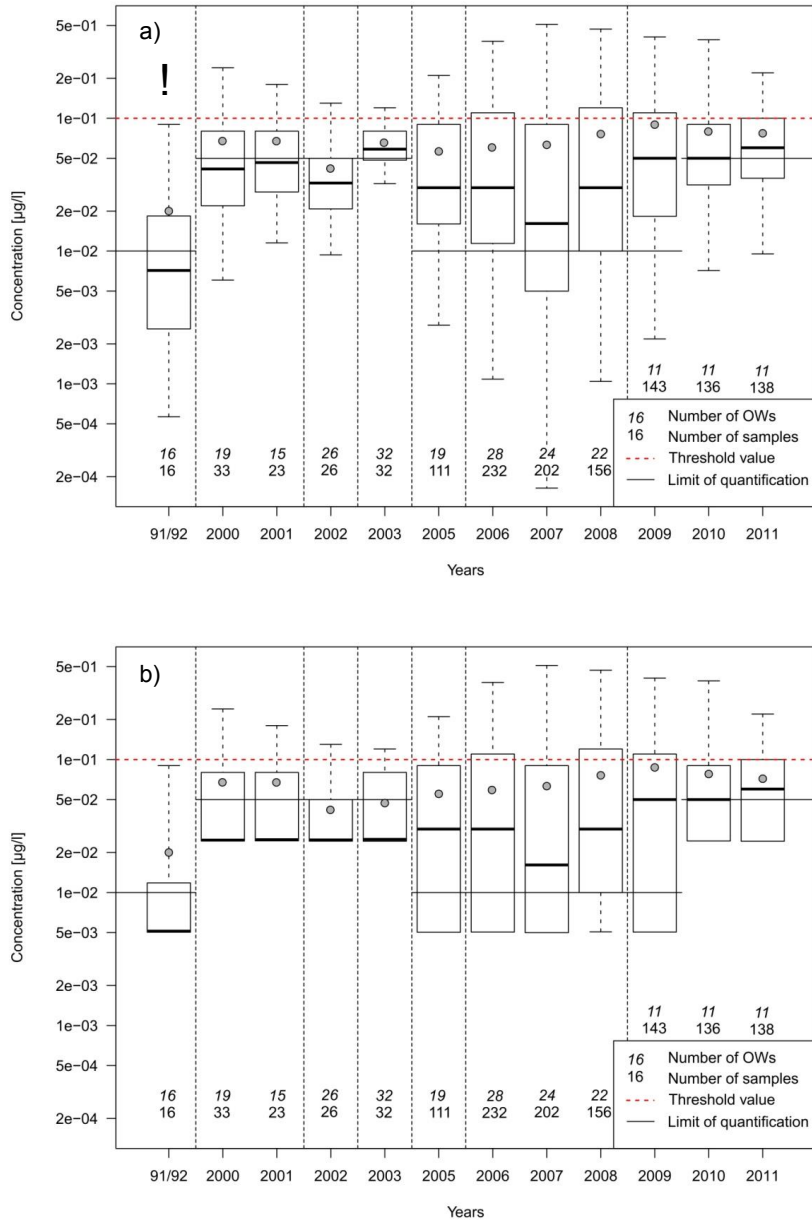 a)
!
5e−01
2e−01
1e−01
5e−02
2e−02
1e−02
5e−03
2e−03
1e−03
5e−04
2e−04
Concentration [µg/l]
16 19 15 26 32 19 28 24 22 11 11 11
16 33 23 26 32 111 232 202 156 143 136 138
16 Number of OWs
16 Number of samples
Threshold value
Limit of quantification
91/92 2000 2001 2002 2003 2005 2006 2007 2008 2009 2010 2011
Years
b)
5e−01
2e−01
1e−01
5e−02
2e−02
1e−02
5e−03
2e−03
1e−03
5e−04
2e−04
Concentration [µg/l]
16 19 15 26 32 19 28 24 22 11 11 11
16 33 23 26 32 111 232 202 156 143 136 138
16 Number of OWs
16 Number of samples
Threshold value
Limit of quantification
91/92 2000 2001 2002 2003 2005 2006 2007 2008 2009 2010 2011
Years